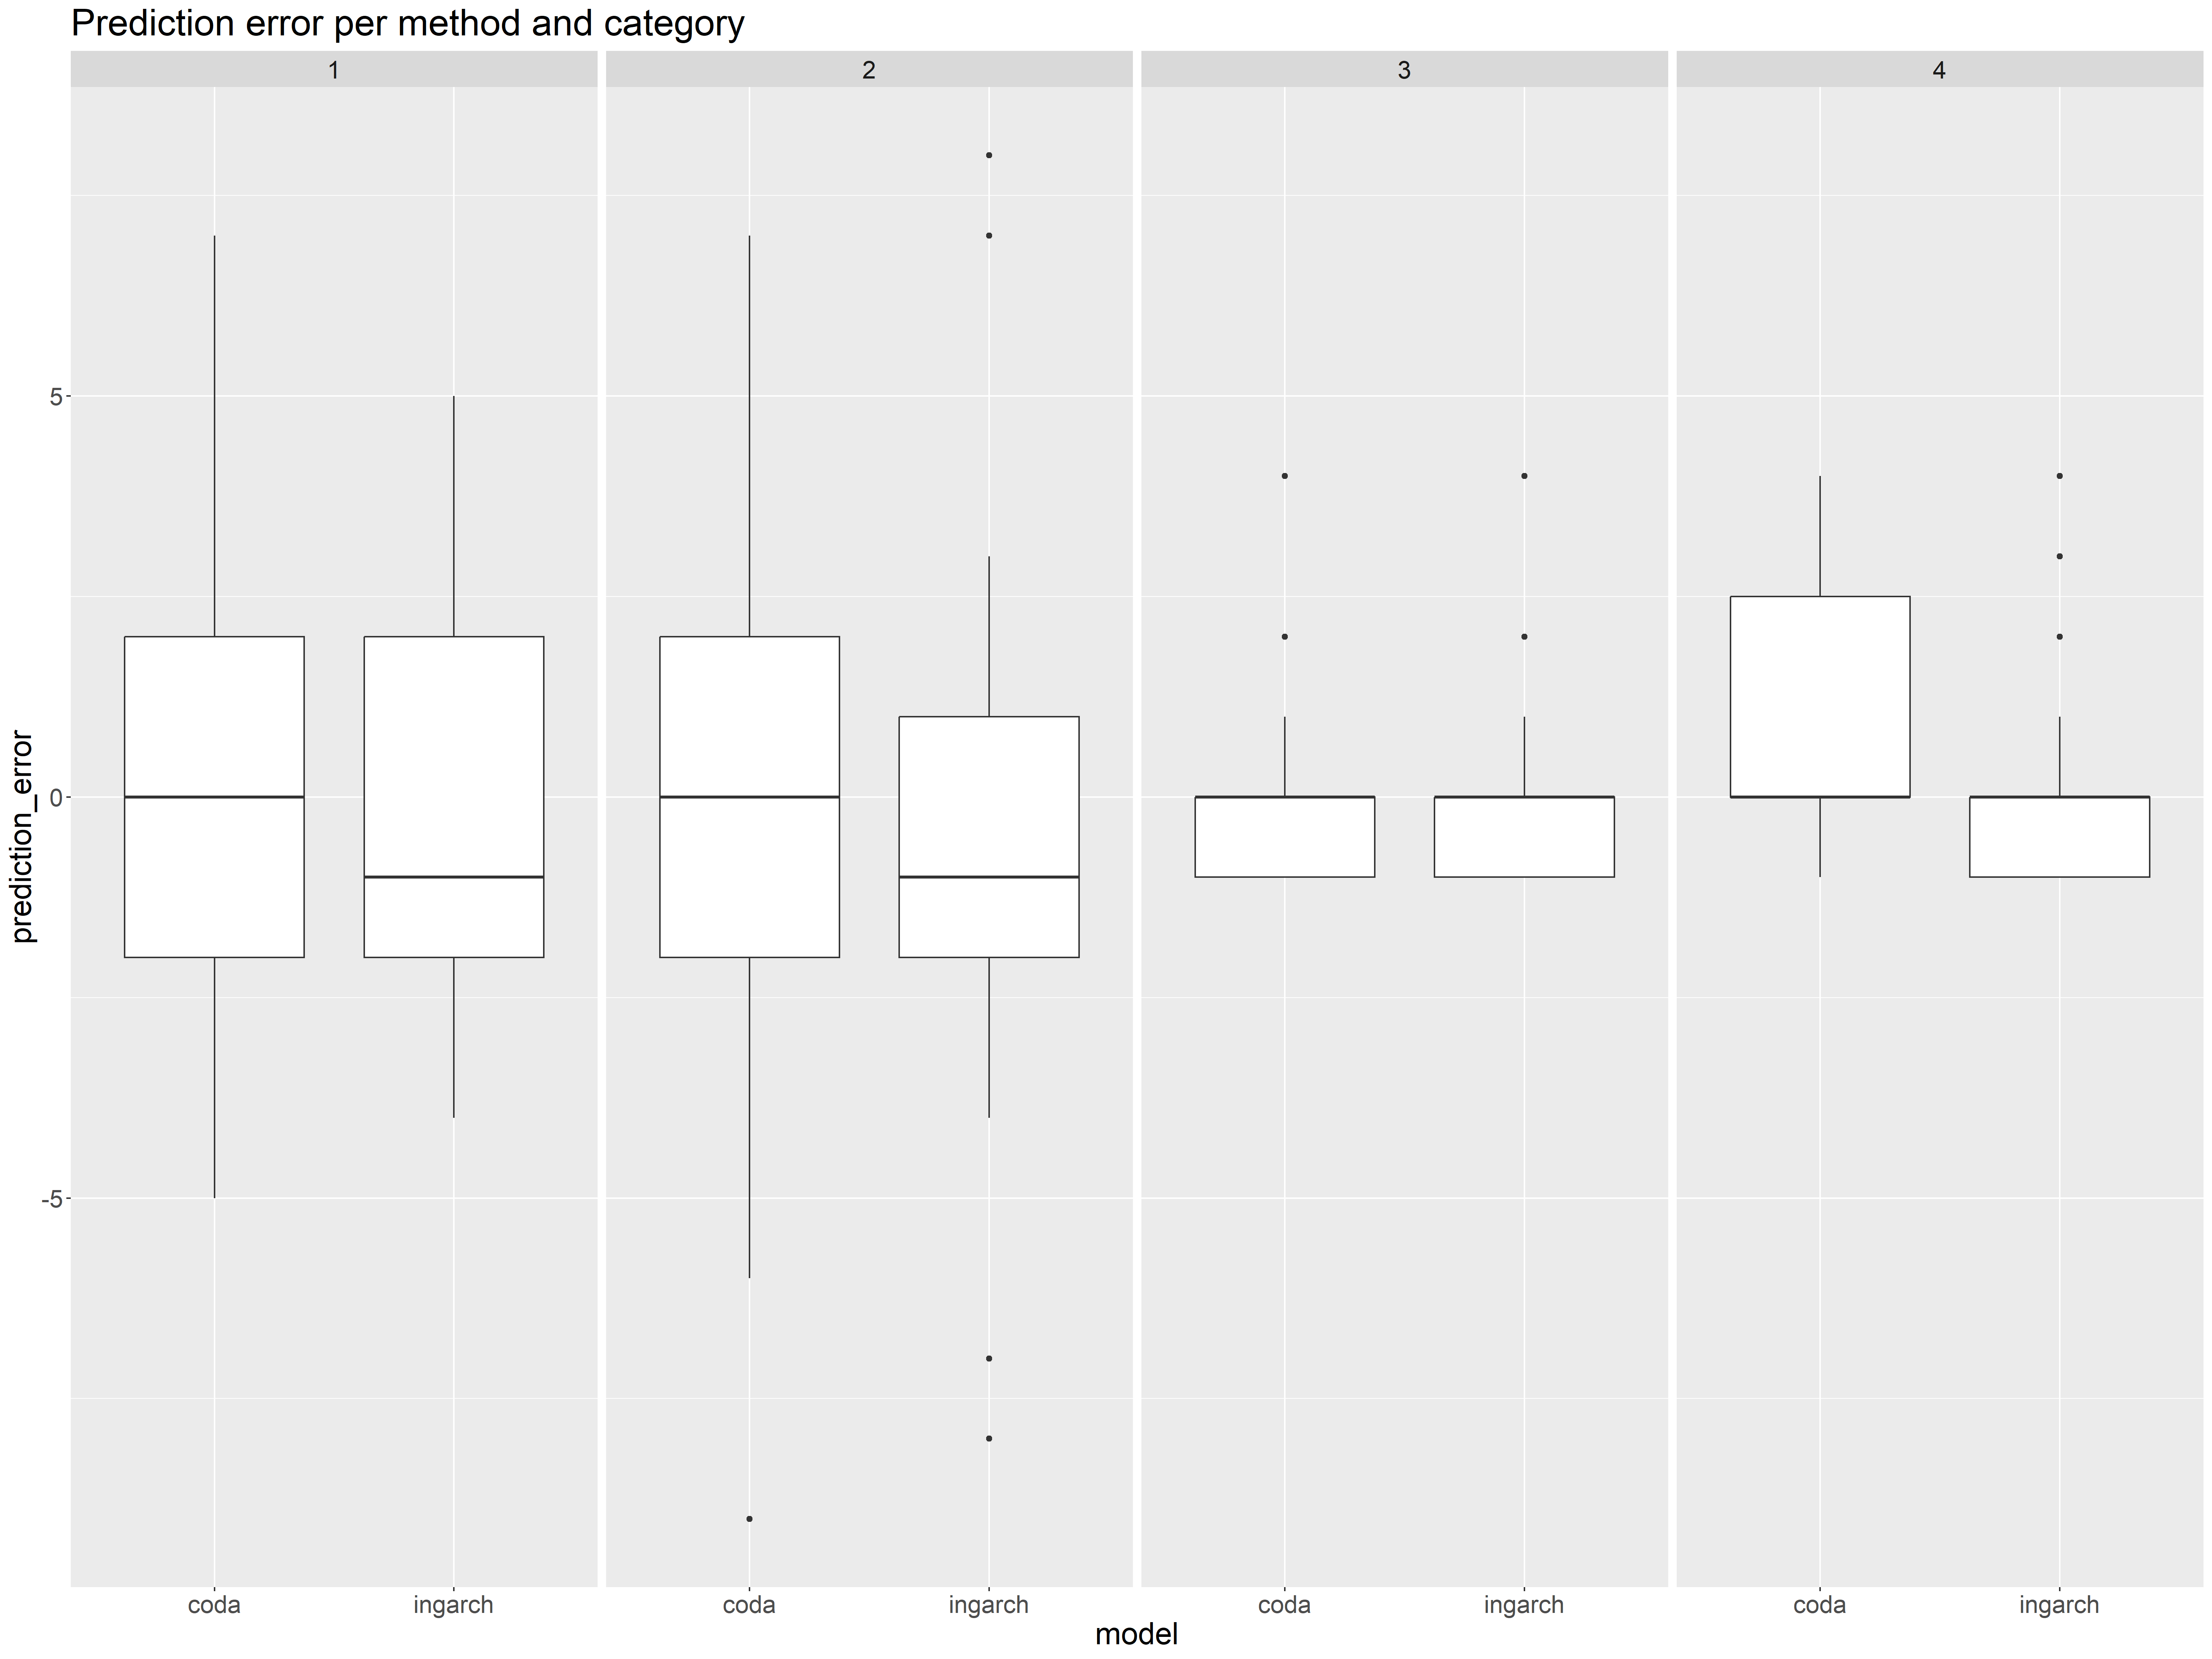 Prediction error per method and category
1 2 3 4
prediction_error
5
0
-5
coda ingarch coda ingarch coda ingarch coda ingarch
model